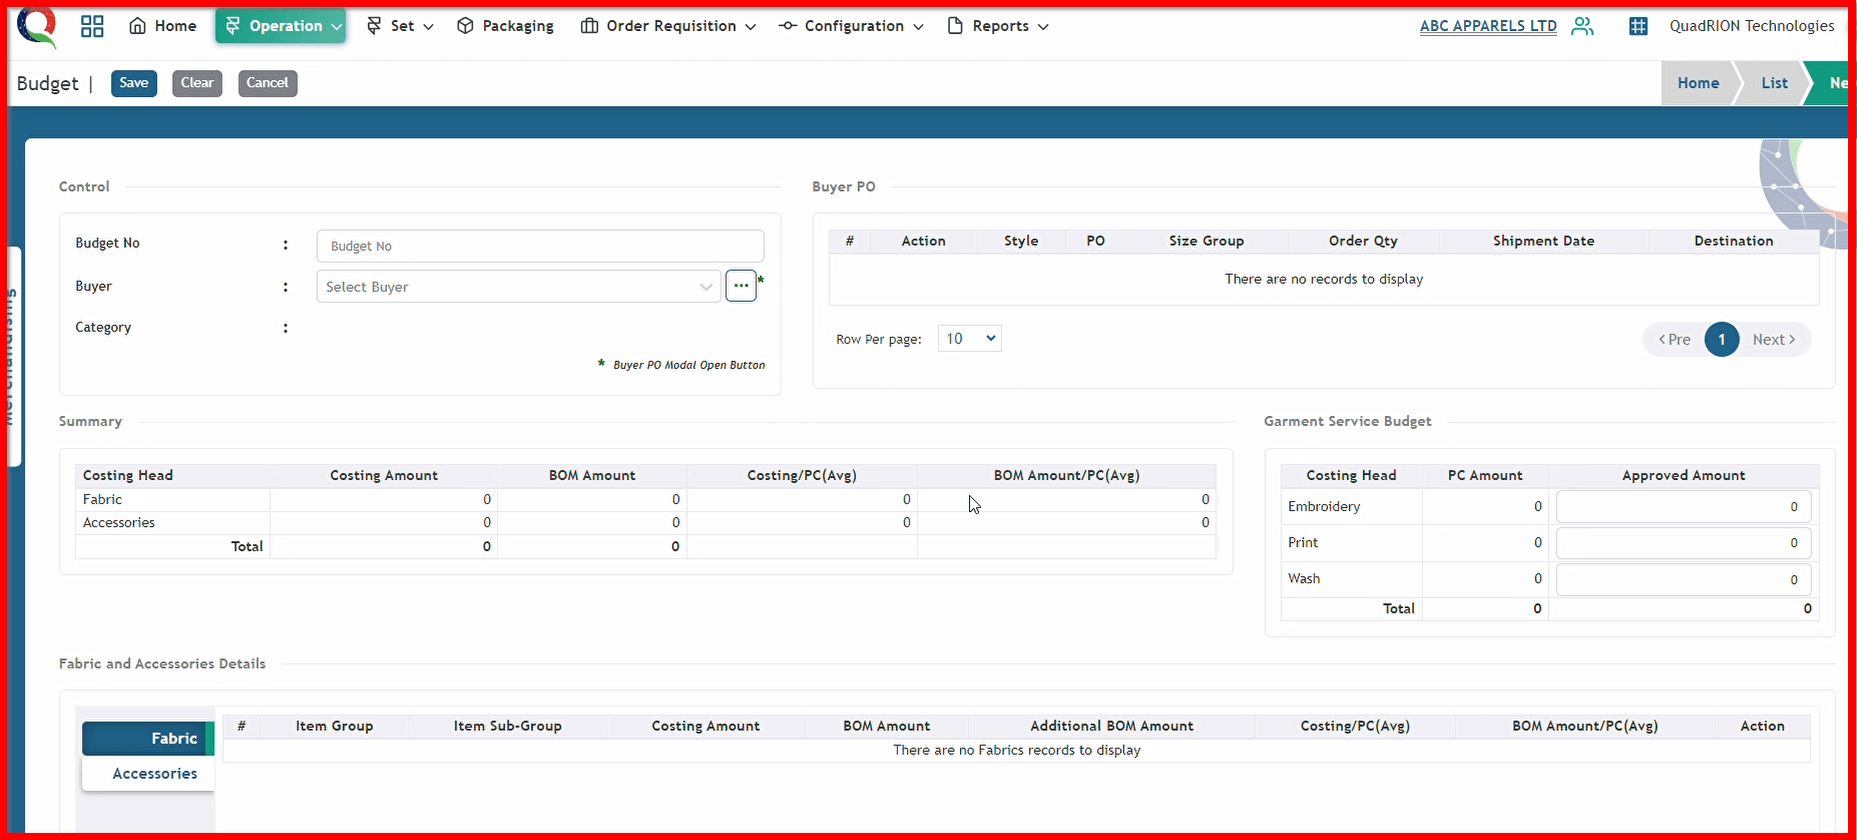 Home Operation Set Packaging Order Requisition Configuration Reports ABC APPARELS LTD QuadRION Technologies
Budget | Save Clear Cancel Home List Ne
Merchandising
Control
Budget No : Budget No
Buyer : Select Buyer ... *
Category :
* Buyer PO Modal Open Button
Buyer PO
# Action Style PO Size Group Order Qty Shipment Date Destination
There are no records to display
Row Per page: 10 Pre 1 Next
Summary
Costing Head Costing Amount BOM Amount Costing/PC(Avg) BOM Amount/PC(Avg)
Fabric 0 0 0 0
Accessories 0 0 0 0
Total 0 0
Garment Service Budget
Costing Head PC Amount Approved Amount
Embroidery 0 0
Print 0 0
Wash 0 0
Total 0 0
Fabric and Accessories Details
Fabric
Accessories
# Item Group Item Sub-Group Costing Amount BOM Amount Additional BOM Amount Costing/PC(Avg) BOM Amount/PC(Avg) Action
There are no Fabrics records to display